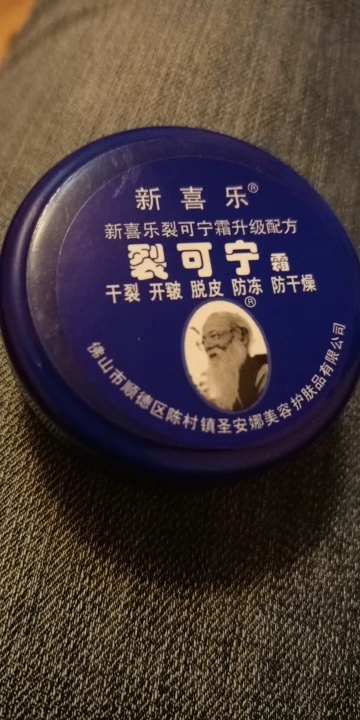 新喜乐®
新喜乐裂可宁霜升级配方
裂可宁霜
干裂 开皲 脱皮 防冻 防干燥
®
佛山市顺德区陈村镇圣安娜美容护肤品有限公司